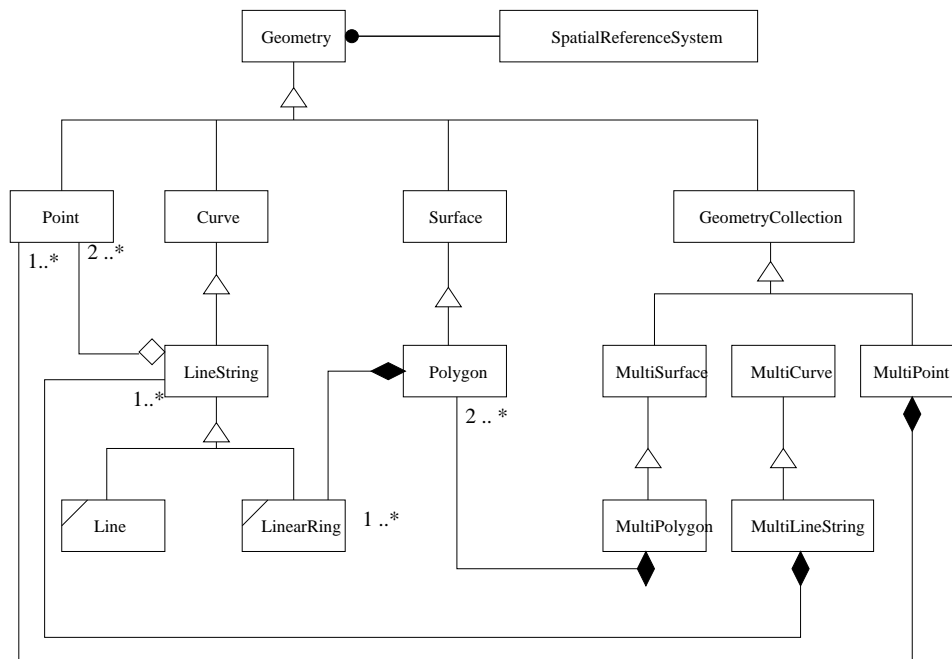 Geometry
SpatialReferenceSystem
Point
Curve
Surface
GeometryCollection
1..*
2 ..*
LineString
Polygon
MultiSurface
MultiCurve
MultiPoint
1..*
2 .. *
Line
LinearRing
1 ..*
MultiPolygon
MultiLineString